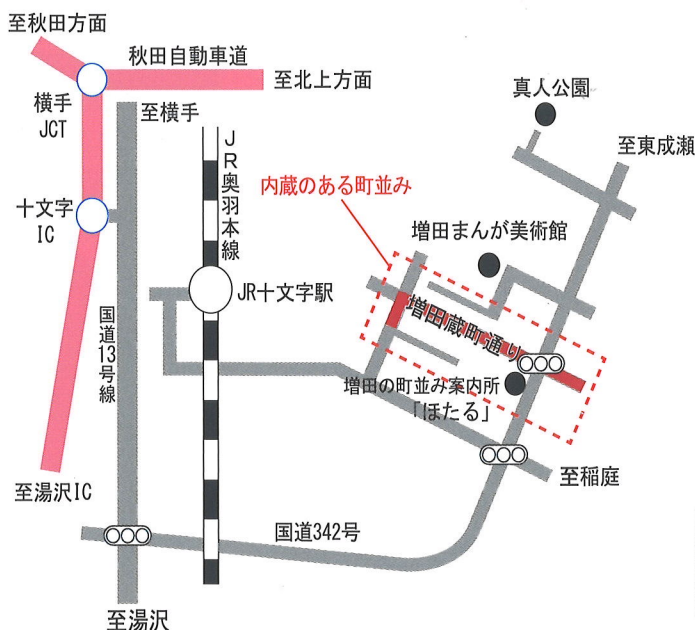 至秋田方面
秋田自動車道
至北上方面
横手
JCT
至横手
真人公園
至東成瀬
JR奥羽本線
内蔵のある町並み
十文字
IC
増田まんが美術館
JR十文字駅
国道13号線
増田蔵町通り
増田の町並み案内所
「ほたる」
至湯沢IC
至稲庭
国道342号
至湯沢